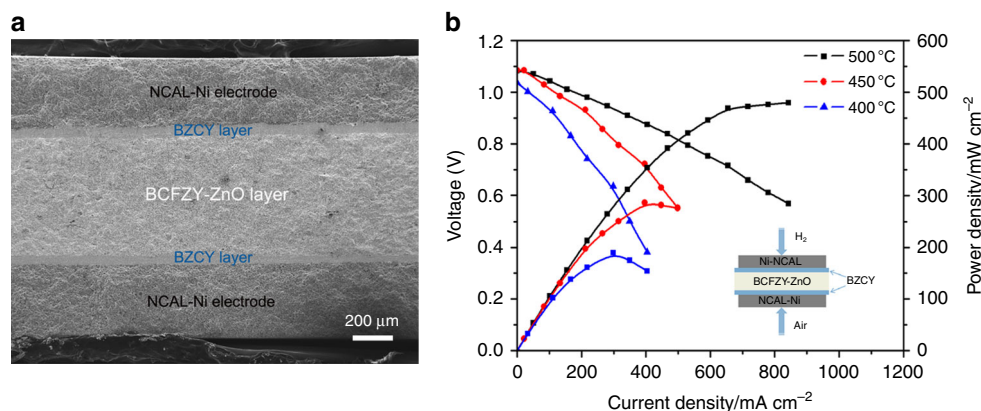 a
NCAL-Ni electrode
BZCY layer
BCFZY-ZnO layer
BZCY layer
NCAL-Ni electrode
200 μm
b
1.2
1.0
0.8
0.6
0.4
0.2
0.0
Voltage (V)
0
200
400
600
800
1000
1200
Current density/mA cm⁻²
600
500
400
300
200
100
0
Power density/mW cm⁻²
500 °C
450 °C
400 °C
H₂
Ni-NCAL
BCFZY-ZnO
BZCY
NCAL-Ni
Air